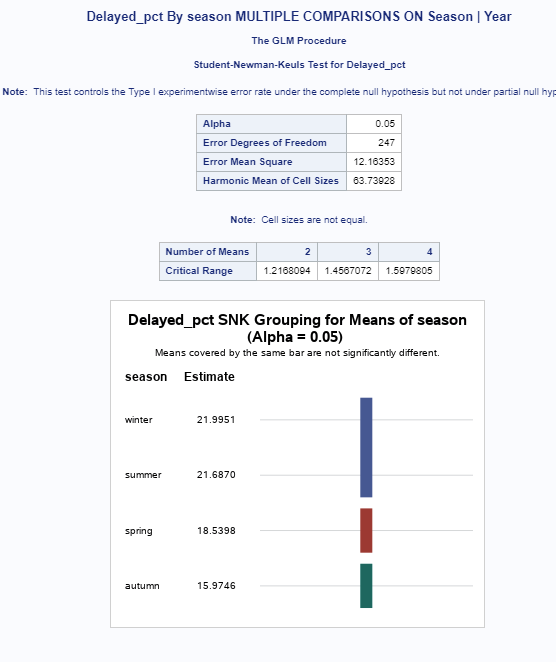 Delayed_pct By season MULTIPLE COMPARISONS ON Season | Year
The GLM Procedure
Student-Newman-Keuls Test for Delayed_pct
Note: This test controls the Type I experimentwise error rate under the complete null hypothesis but not under partial null hyp
Alpha 0.05
Error Degrees of Freedom 247
Error Mean Square 12.16353
Harmonic Mean of Cell Sizes 63.73928
Note: Cell sizes are not equal.
Number of Means 2 3 4
Critical Range 1.2168094 1.4567072 1.5979805
Delayed_pct SNK Grouping for Means of season
(Alpha = 0.05)
Means covered by the same bar are not significantly different.
season Estimate
winter 21.9951
summer 21.6870
spring 18.5398
autumn 15.9746